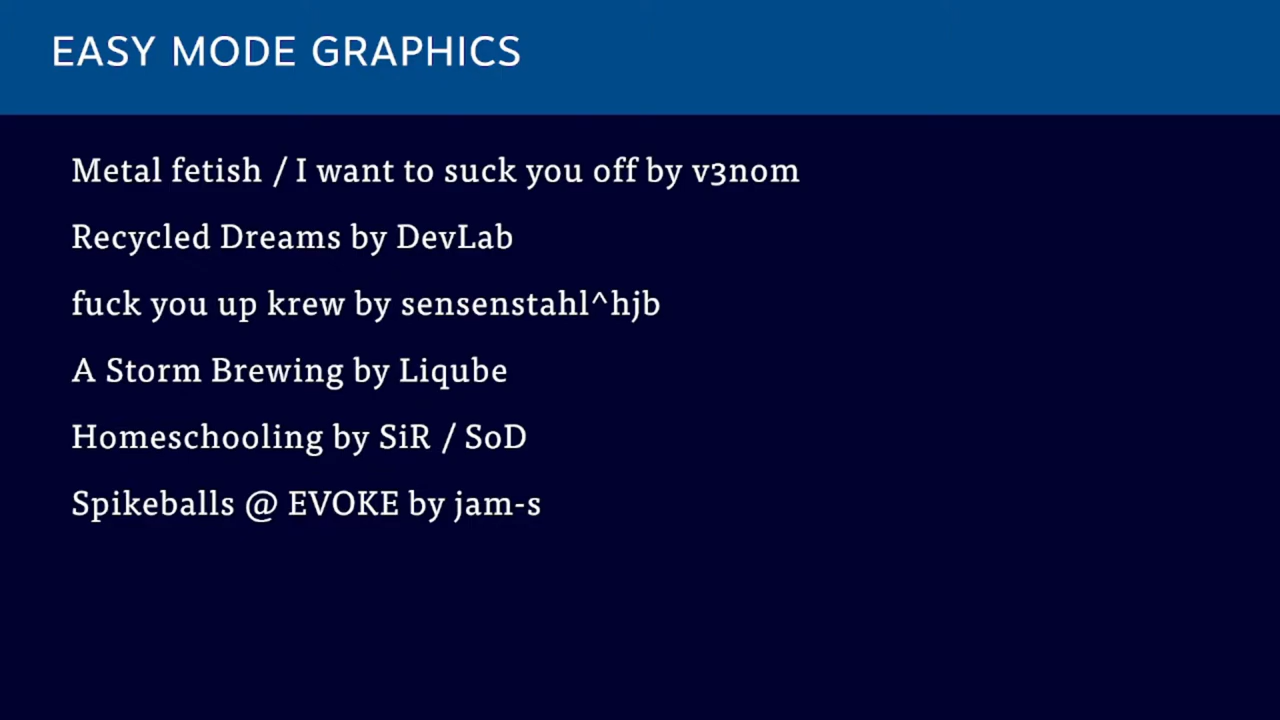 EASY MODE GRAPHICS
Metal fetish / I want to suck you off by v3nom
Recycled Dreams by DevLab
fuck you up krew by sensenstahl^hjb
A Storm Brewing by Liqube
Homeschooling by SiR / SoD
Spikeballs @ EVOKE by jam-s